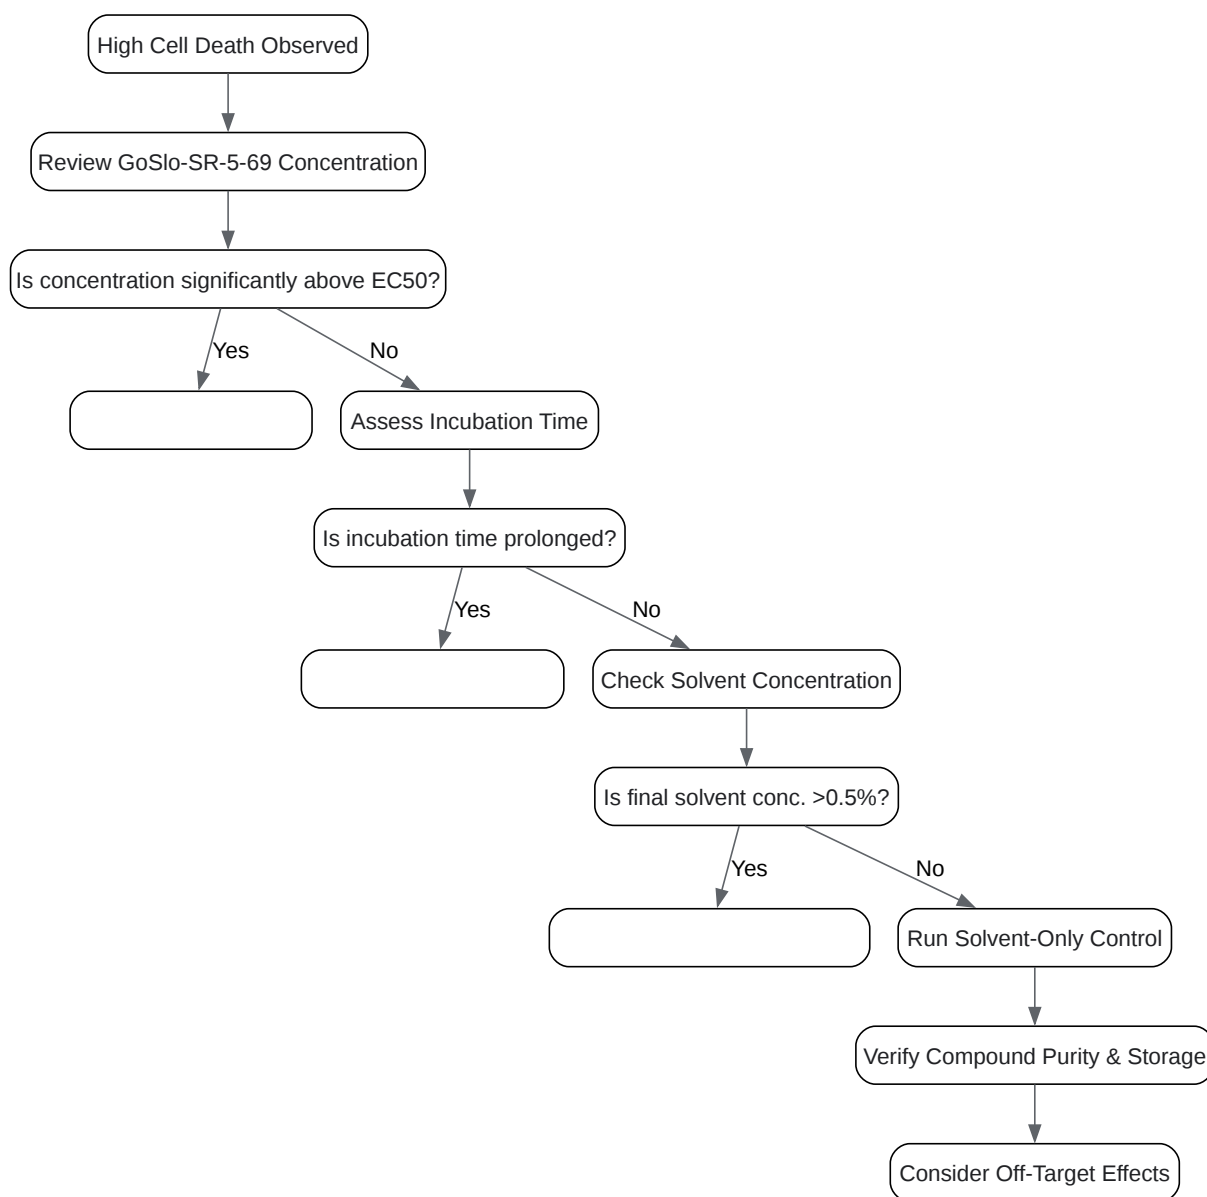 High Cell Death Observed
Review GoSlo-SR-5-69 Concentration
Is concentration significantly above EC50?
Yes
No
Assess Incubation Time
Is incubation time prolonged?
Yes
No
Check Solvent Concentration
Is final solvent conc. >0.5%?
Yes
No
Run Solvent-Only Control
Verify Compound Purity & Storage
Consider Off-Target Effects